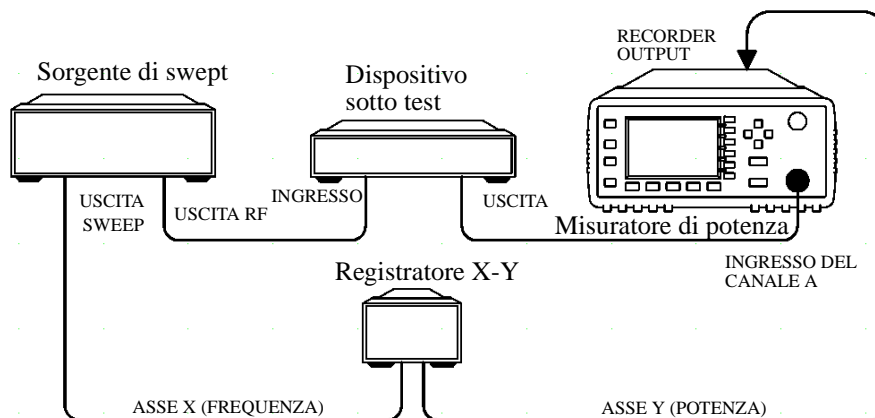 RECORDER
OUTPUT
Sorgente di swept
Dispositivo
sotto test
USCITA
SWEEP
USCITA RF
INGRESSO
USCITA
Misuratore di potenza
INGRESSO DEL
CANALE A
Registratore X-Y
ASSE X (FREQUENZA)
ASSE Y (POTENZA)